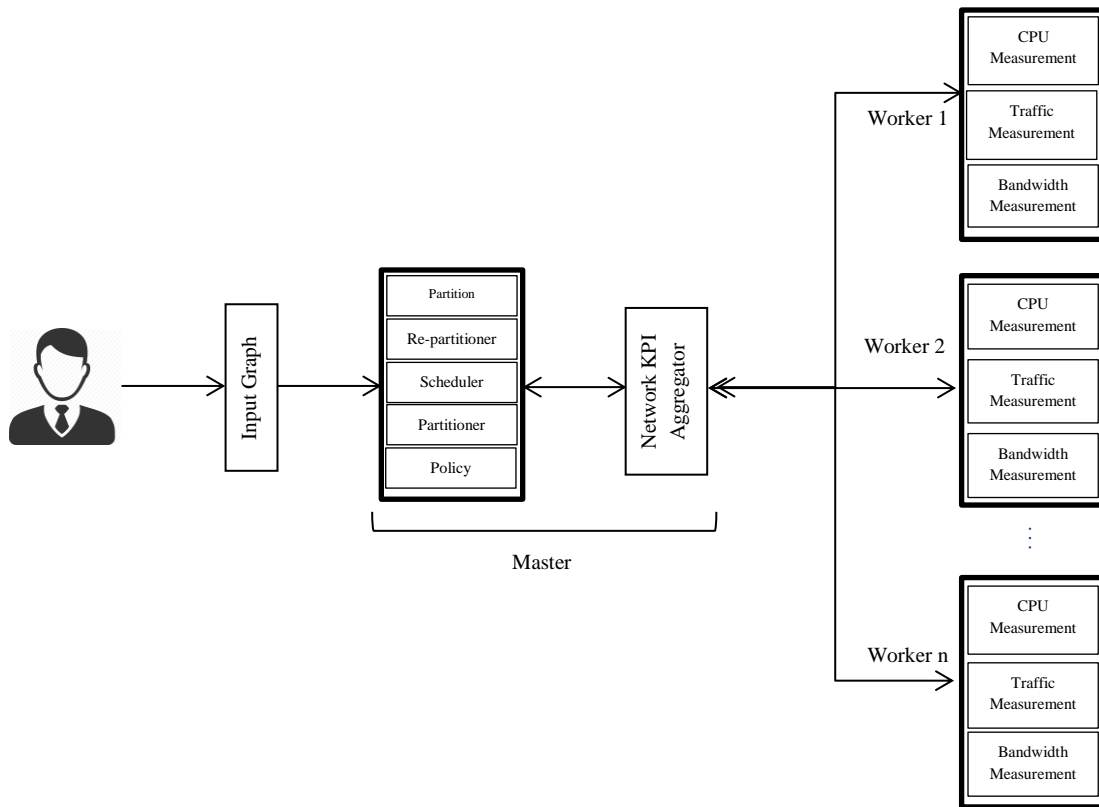 Input Graph
Partition
Re-partitioner
Scheduler
Partitioner
Policy
Network KPI
Aggregator
Master
Worker 1
CPU
Measurement
Traffic
Measurement
Bandwidth
Measurement
Worker 2
CPU
Measurement
Traffic
Measurement
Bandwidth
Measurement
Worker n
CPU
Measurement
Traffic
Measurement
Bandwidth
Measurement